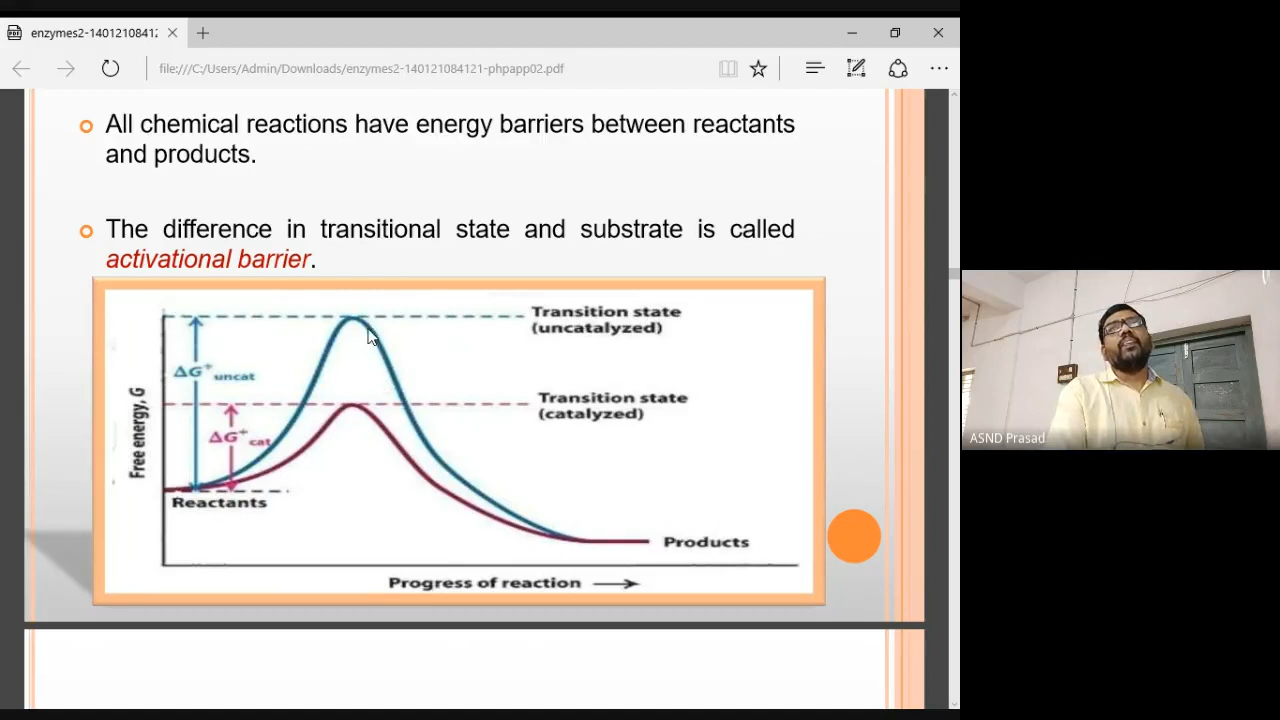 enzymes2-14012108412
file:///C:/Users/Admin/Downloads/enzymes2-140121084121-phpapp02.pdf
All chemical reactions have energy barriers between reactants
and products.
The difference in transitional state and substrate is called
activational barrier.
Transition state
(uncatalyzed)
ΔG‡uncat
Transition state
(catalyzed)
ΔG‡cat
Free energy, G
Reactants
Products
Progress of reaction
ASND Prasad